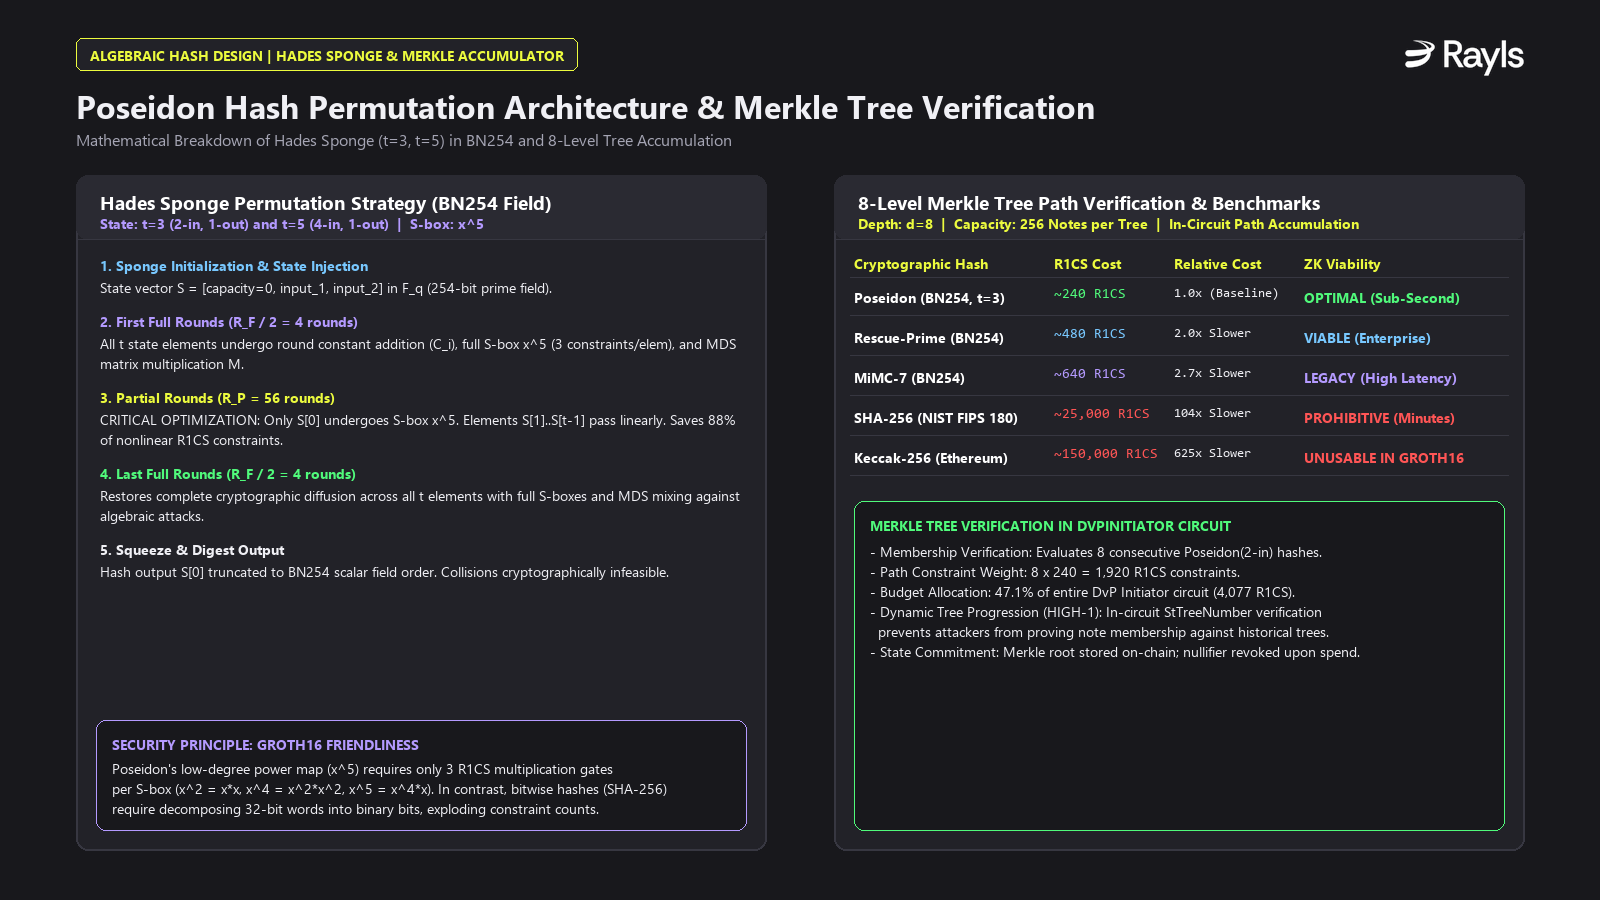 ALGEBRAIC HASH DESIGN | HADES SPONGE & MERKLE ACCUMULATOR
Rayls
Poseidon Hash Permutation Architecture & Merkle Tree Verification
Mathematical Breakdown of Hades Sponge (t=3, t=5) in BN254 and 8-Level Tree Accumulation
Hades Sponge Permutation Strategy (BN254 Field)
State: t=3 (2-in, 1-out) and t=5 (4-in, 1-out) | S-box: x^5
1. Sponge Initialization & State Injection
State vector S = [capacity=0, input_1, input_2] in F_q (254-bit prime field).
2. First Full Rounds (R_F / 2 = 4 rounds)
All t state elements undergo round constant addition (C_i), full S-box x^5 (3 constraints/elem), and MDS
matrix multiplication M.
3. Partial Rounds (R_P = 56 rounds)
CRITICAL OPTIMIZATION: Only S[0] undergoes S-box x^5. Elements S[1]..S[t-1] pass linearly. Saves 88%
of nonlinear R1CS constraints.
4. Last Full Rounds (R_F / 2 = 4 rounds)
Restores complete cryptographic diffusion across all t elements with full S-boxes and MDS mixing against
algebraic attacks.
5. Squeeze & Digest Output
Hash output S[0] truncated to BN254 scalar field order. Collisions cryptographically infeasible.
SECURITY PRINCIPLE: GROTH16 FRIENDLINESS
Poseidon's low-degree power map (x^5) requires only 3 R1CS multiplication gates
per S-box (x^2 = x*x, x^4 = x^2*x^2, x^5 = x^4*x). In contrast, bitwise hashes (SHA-256)
require decomposing 32-bit words into binary bits, exploding constraint counts.
8-Level Merkle Tree Path Verification & Benchmarks
Depth: d=8 | Capacity: 256 Notes per Tree | In-Circuit Path Accumulation
Cryptographic Hash R1CS Cost Relative Cost ZK Viability
Poseidon (BN254, t=3) ~240 R1CS 1.0x (Baseline) OPTIMAL (Sub-Second)
Rescue-Prime (BN254) ~480 R1CS 2.0x Slower VIABLE (Enterprise)
MiMC-7 (BN254) ~640 R1CS 2.7x Slower LEGACY (High Latency)
SHA-256 (NIST FIPS 180) ~25,000 R1CS 104x Slower PROHIBITIVE (Minutes)
Keccak-256 (Ethereum) ~150,000 R1CS 625x Slower UNUSABLE IN GROTH16
MERKLE TREE VERIFICATION IN DVPINITIATOR CIRCUIT
- Membership Verification: Evaluates 8 consecutive Poseidon(2-in) hashes.
- Path Constraint Weight: 8 x 240 = 1,920 R1CS constraints.
- Budget Allocation: 47.1% of entire DvP Initiator circuit (4,077 R1CS).
- Dynamic Tree Progression (HIGH-1): In-circuit StTreeNumber verification
prevents attackers from proving note membership against historical trees.
- State Commitment: Merkle root stored on-chain; nullifier revoked upon spend.